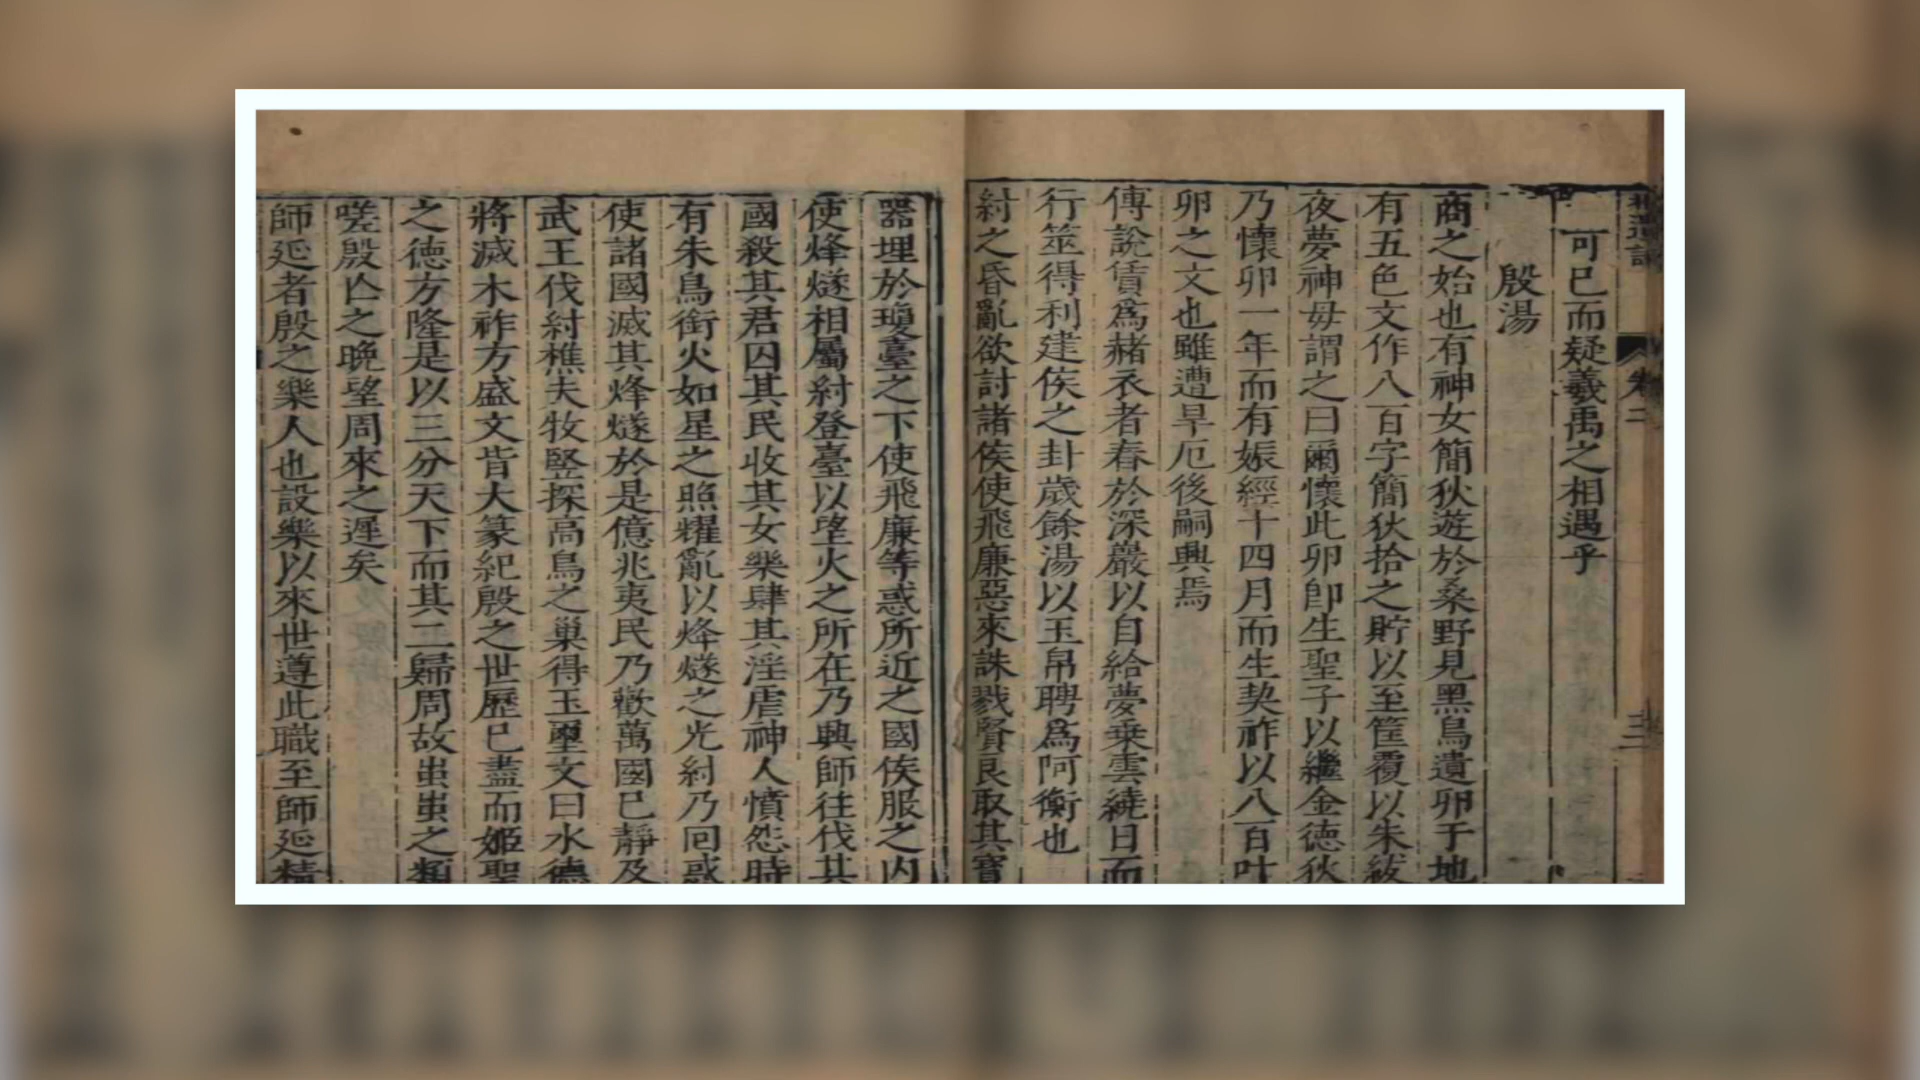 可已而疑羲禹之相遇乎
殷湯
商之始也有神女簡狄遊於桑野見黑鳥遺卵于地
有五色文作八百字簡狄拾之貯以至筐覆以朱紱
夜夢神母謂之曰爾懷此卵卽生聖子以繼金德狄
乃懷卵一年而有娠經十四月而生契祚以八百叶
卵之文也雖遭旱厄後嗣興焉
傅說賃爲赭衣者舂於深巖以自給夢乗雲繞日而
行筮得利建侯之卦歲餘湯以玉帛聘爲阿衡也
紂之昏亂欲討諸侯使飛廉惡來誅戮賢良取其寶
器埋於瓊臺之下使飛廉等惑所近之國侯服之内
使烽燧相屬紂登臺以望火之所在乃興師往伐其
國殺其君囚其民收其女樂肆其淫虐神人憤怨時
有朱鳥銜火如星之照耀亂以烽燧之光紂乃囘惑
使諸國滅其烽燧於是億兆夷民乃歡萬國已靜及
武王伐紂樵夫牧竪探高鳥之巢得玉璽文曰水德
將滅木祚方盛文皆大篆紀殷之世歷已盡而姬聖
之德方隆是以三分天下而其二歸周故蚩蚩之類
嗟殷亾之晚望周來之遲矣
師延者殷之樂人也設樂以來世遵此職至師延精
卷二